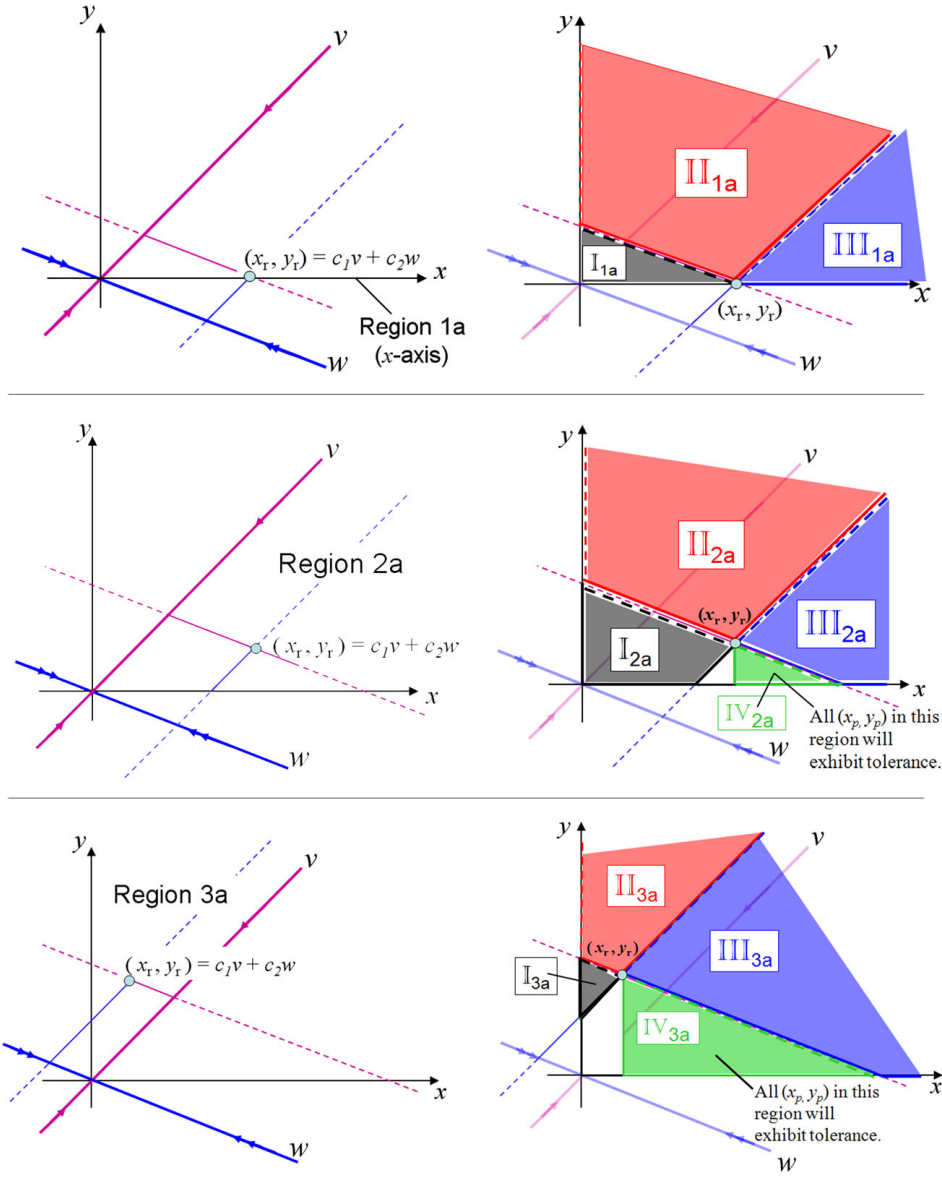 y
v
(xr, yr) = c1v + c2w
x
Region 1a
(x-axis)
w
y
v
II1a
III1a
I1a
x
(xr, yr)
w
y
v
Region 2a
(xr, yr) = c1v + c2w
x
w
y
v
II2a
(xr, yr)
III2a
I2a
x
IV2a
All (xp, yp) in this
region will
exhibit tolerance.
w
y
v
Region 3a
(xr, yr) = c1v + c2w
x
w
y
v
II3a
(xr, yr)
III3a
I3a
IV3a
x
All (xp, yp) in this
region will
exhibit tolerance.
w